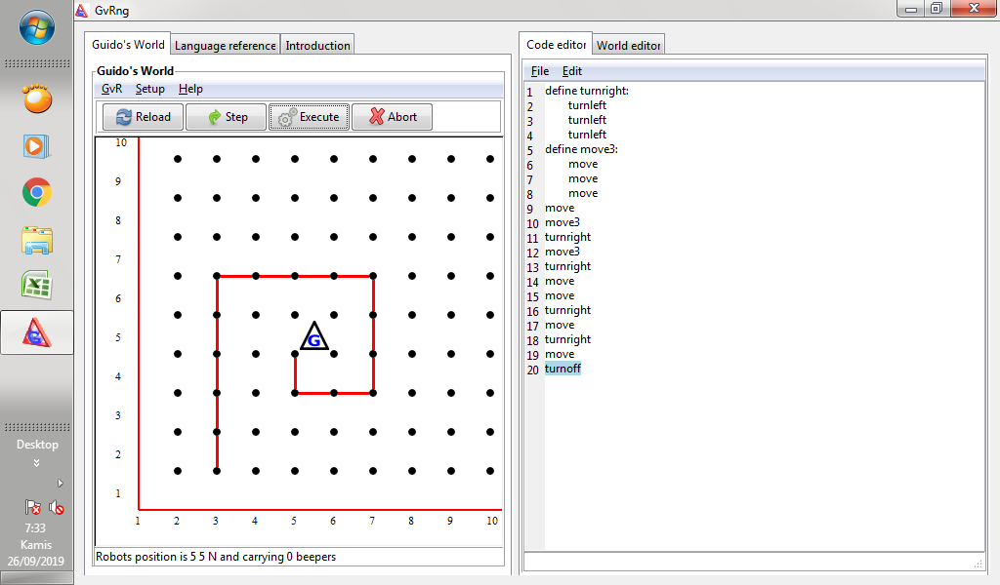 GvRng
Guido's World
Language reference
Introduction
Guido's World
GvR Setup Help
Reload Step Execute Abort
10
9
8
7
6
5
4
3
2
1
1 2 3 4 5 6 7 8 9 10
G
Robots position is 5 5 N and carrying 0 beepers
Code editor World editor
File Edit
1 define turnright:
2 turnleft
3 turnleft
4 turnleft
5 define move3:
6 move
7 move
8 move
9 move
10 move3
11 turnright
12 move3
13 turnright
14 move
15 move
16 turnright
17 move
18 turnright
19 move
20 turnoff
Desktop
7:33
Kamis
26/09/2019